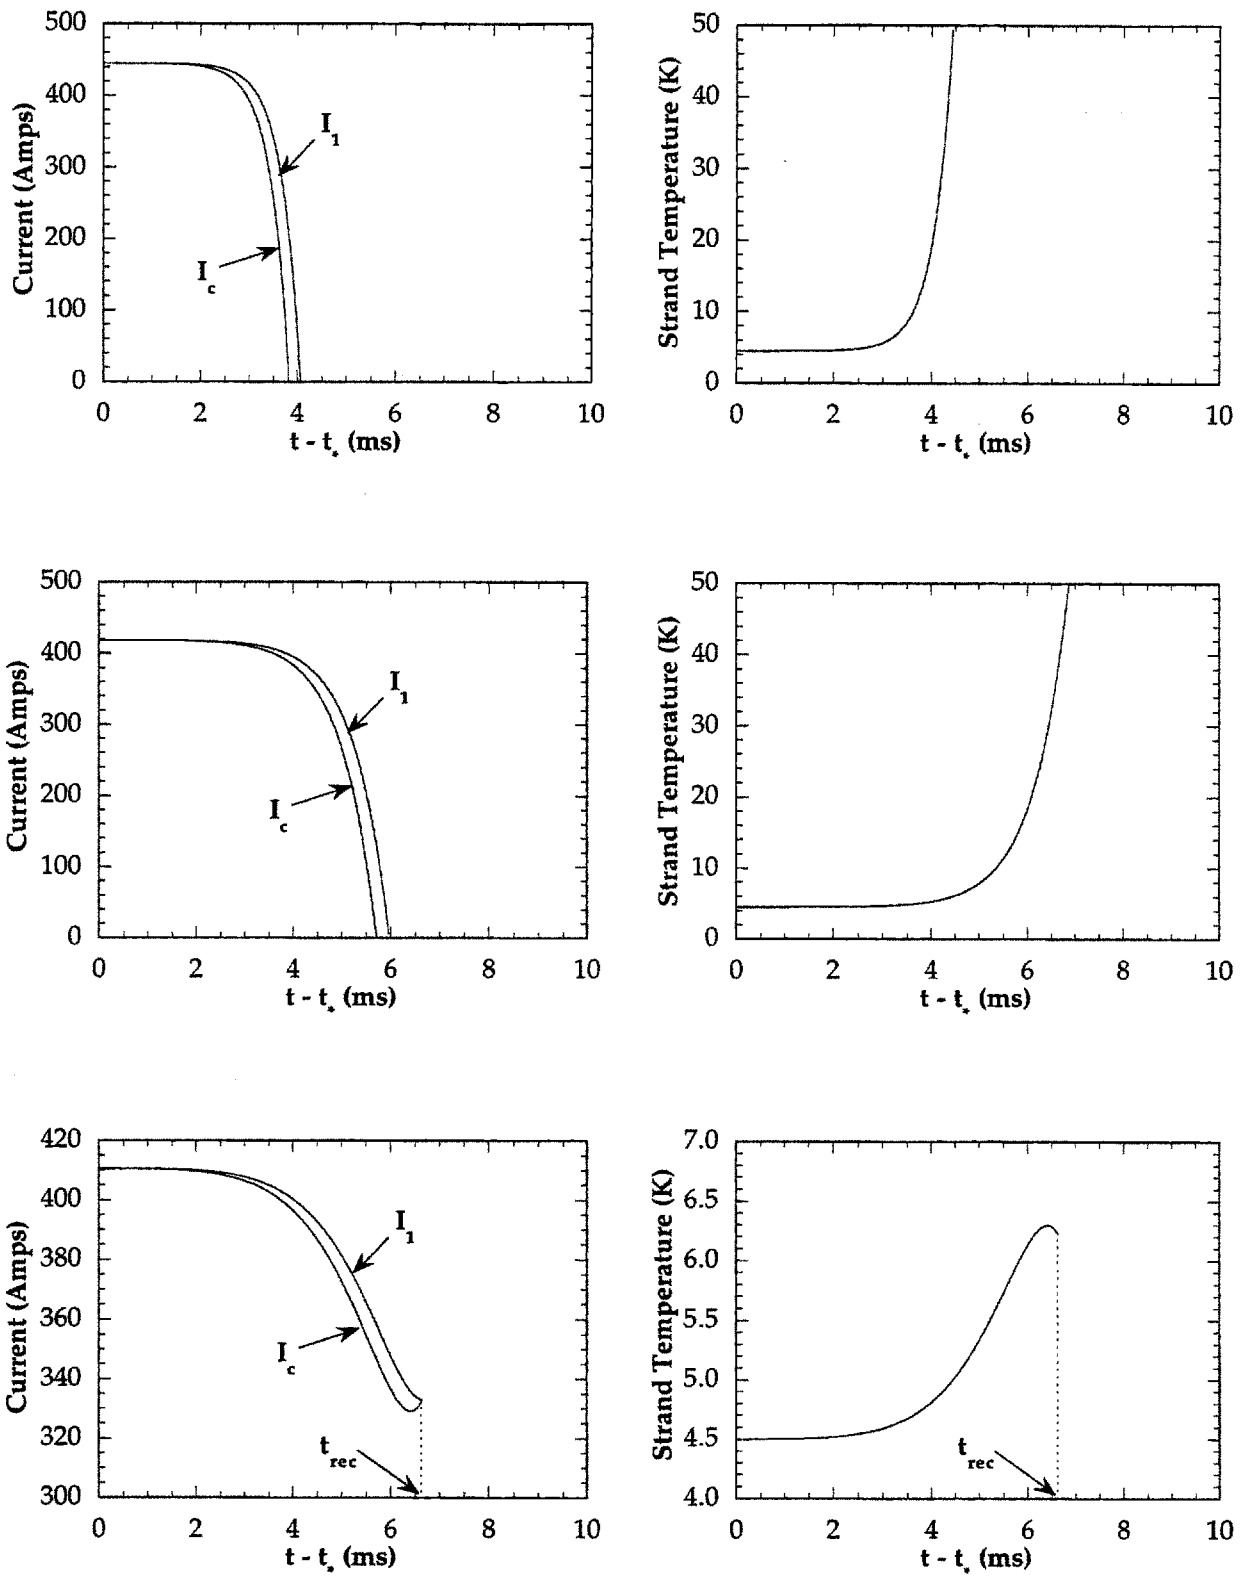 500
400
300
200
100
0
Current (Amps)
I₁
I_c
0 2 4 6 8 10
t - t* (ms)
50
40
30
20
10
0
Strand Temperature (K)
0 2 4 6 8 10
t - t* (ms)
500
400
300
200
100
0
Current (Amps)
I₁
I_c
0 2 4 6 8 10
t - t* (ms)
50
40
30
20
10
0
Strand Temperature (K)
0 2 4 6 8 10
t - t* (ms)
420
400
380
360
340
320
300
Current (Amps)
I₁
I_c
t_rec
0 2 4 6 8 10
t - t* (ms)
7.0
6.5
6.0
5.5
5.0
4.5
4.0
Strand Temperature (K)
t_rec
0 2 4 6 8 10
t - t* (ms)